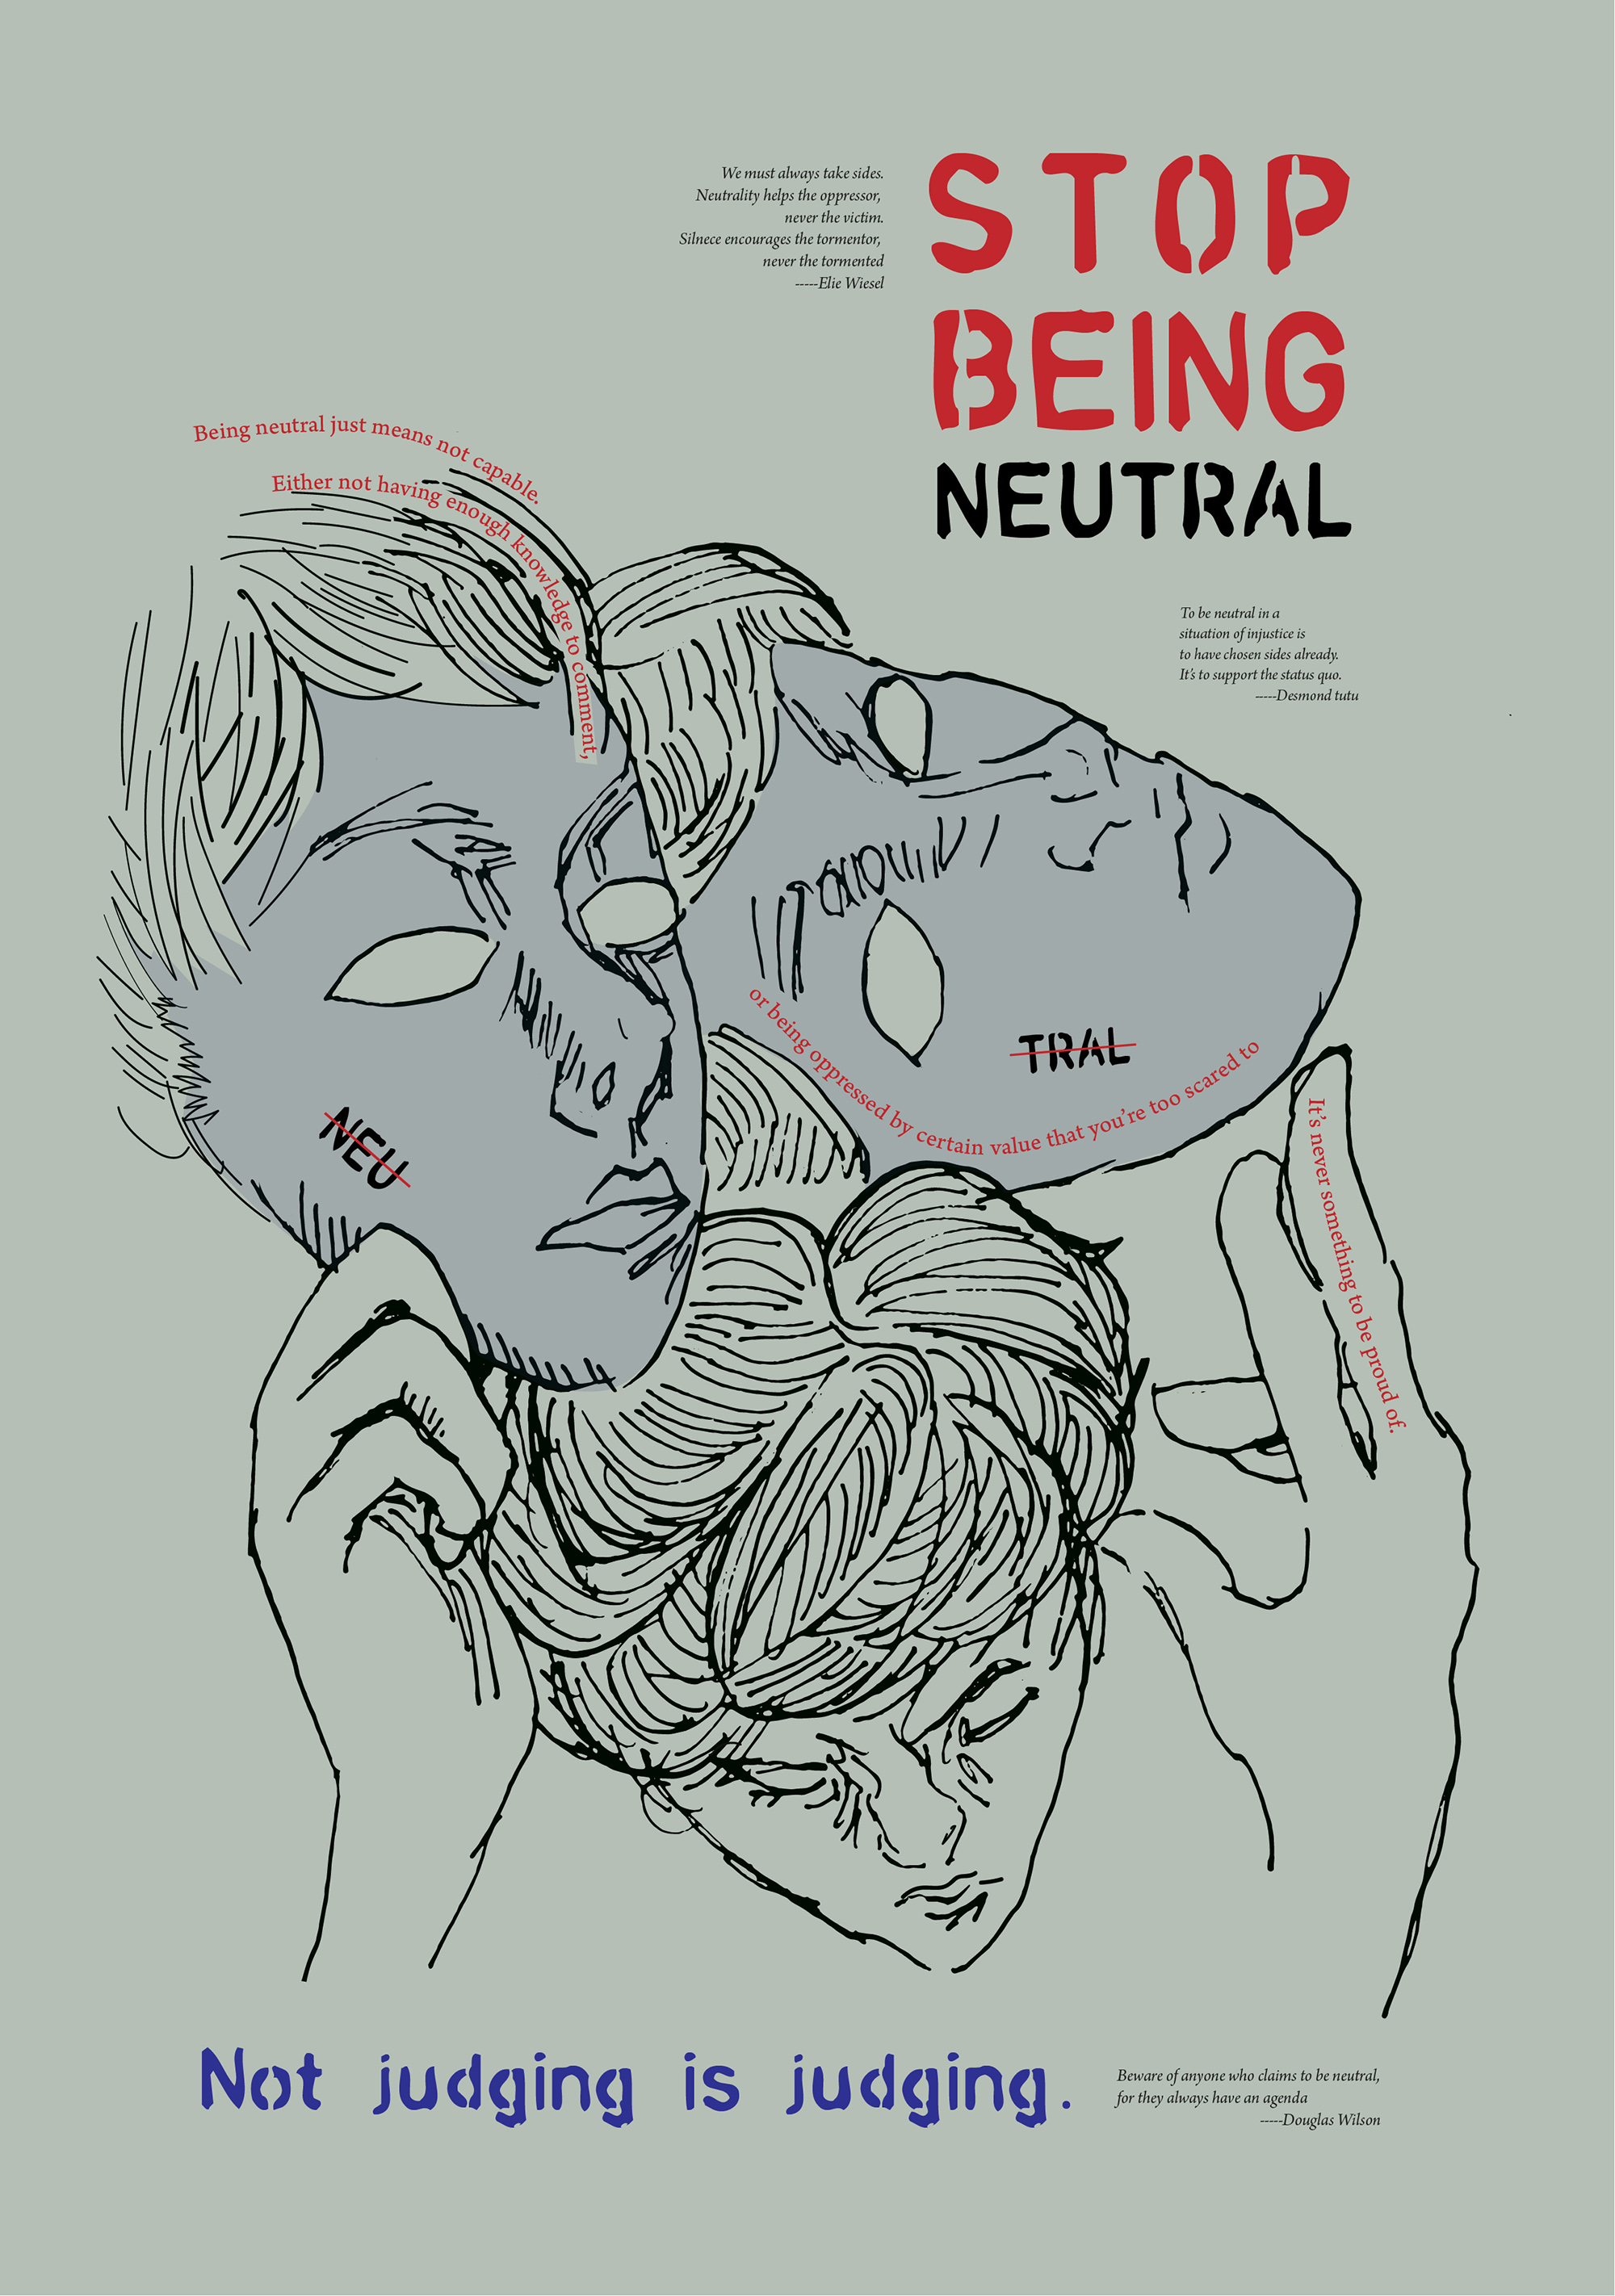 We must always take sides.
Neutrality helps the oppressor,
never the victim.
Silnece encourages the tormentor,
never the tormented
-----Elie Wiesel
STOP
BEING
NEUTRAL
Being neutral just means not capable.
Either not having enough knowledge to comment,
To be neutral in a
situation of injustice is
to have chosen sides already.
It's to support the status quo.
-----Desmond tutu
or being oppressed by certain value that you're too scared to
NEU
TRAL
It's never something to be proud of.
Not judging is judging.
Beware of anyone who claims to be neutral,
for they always have an agenda
-----Douglas Wilson